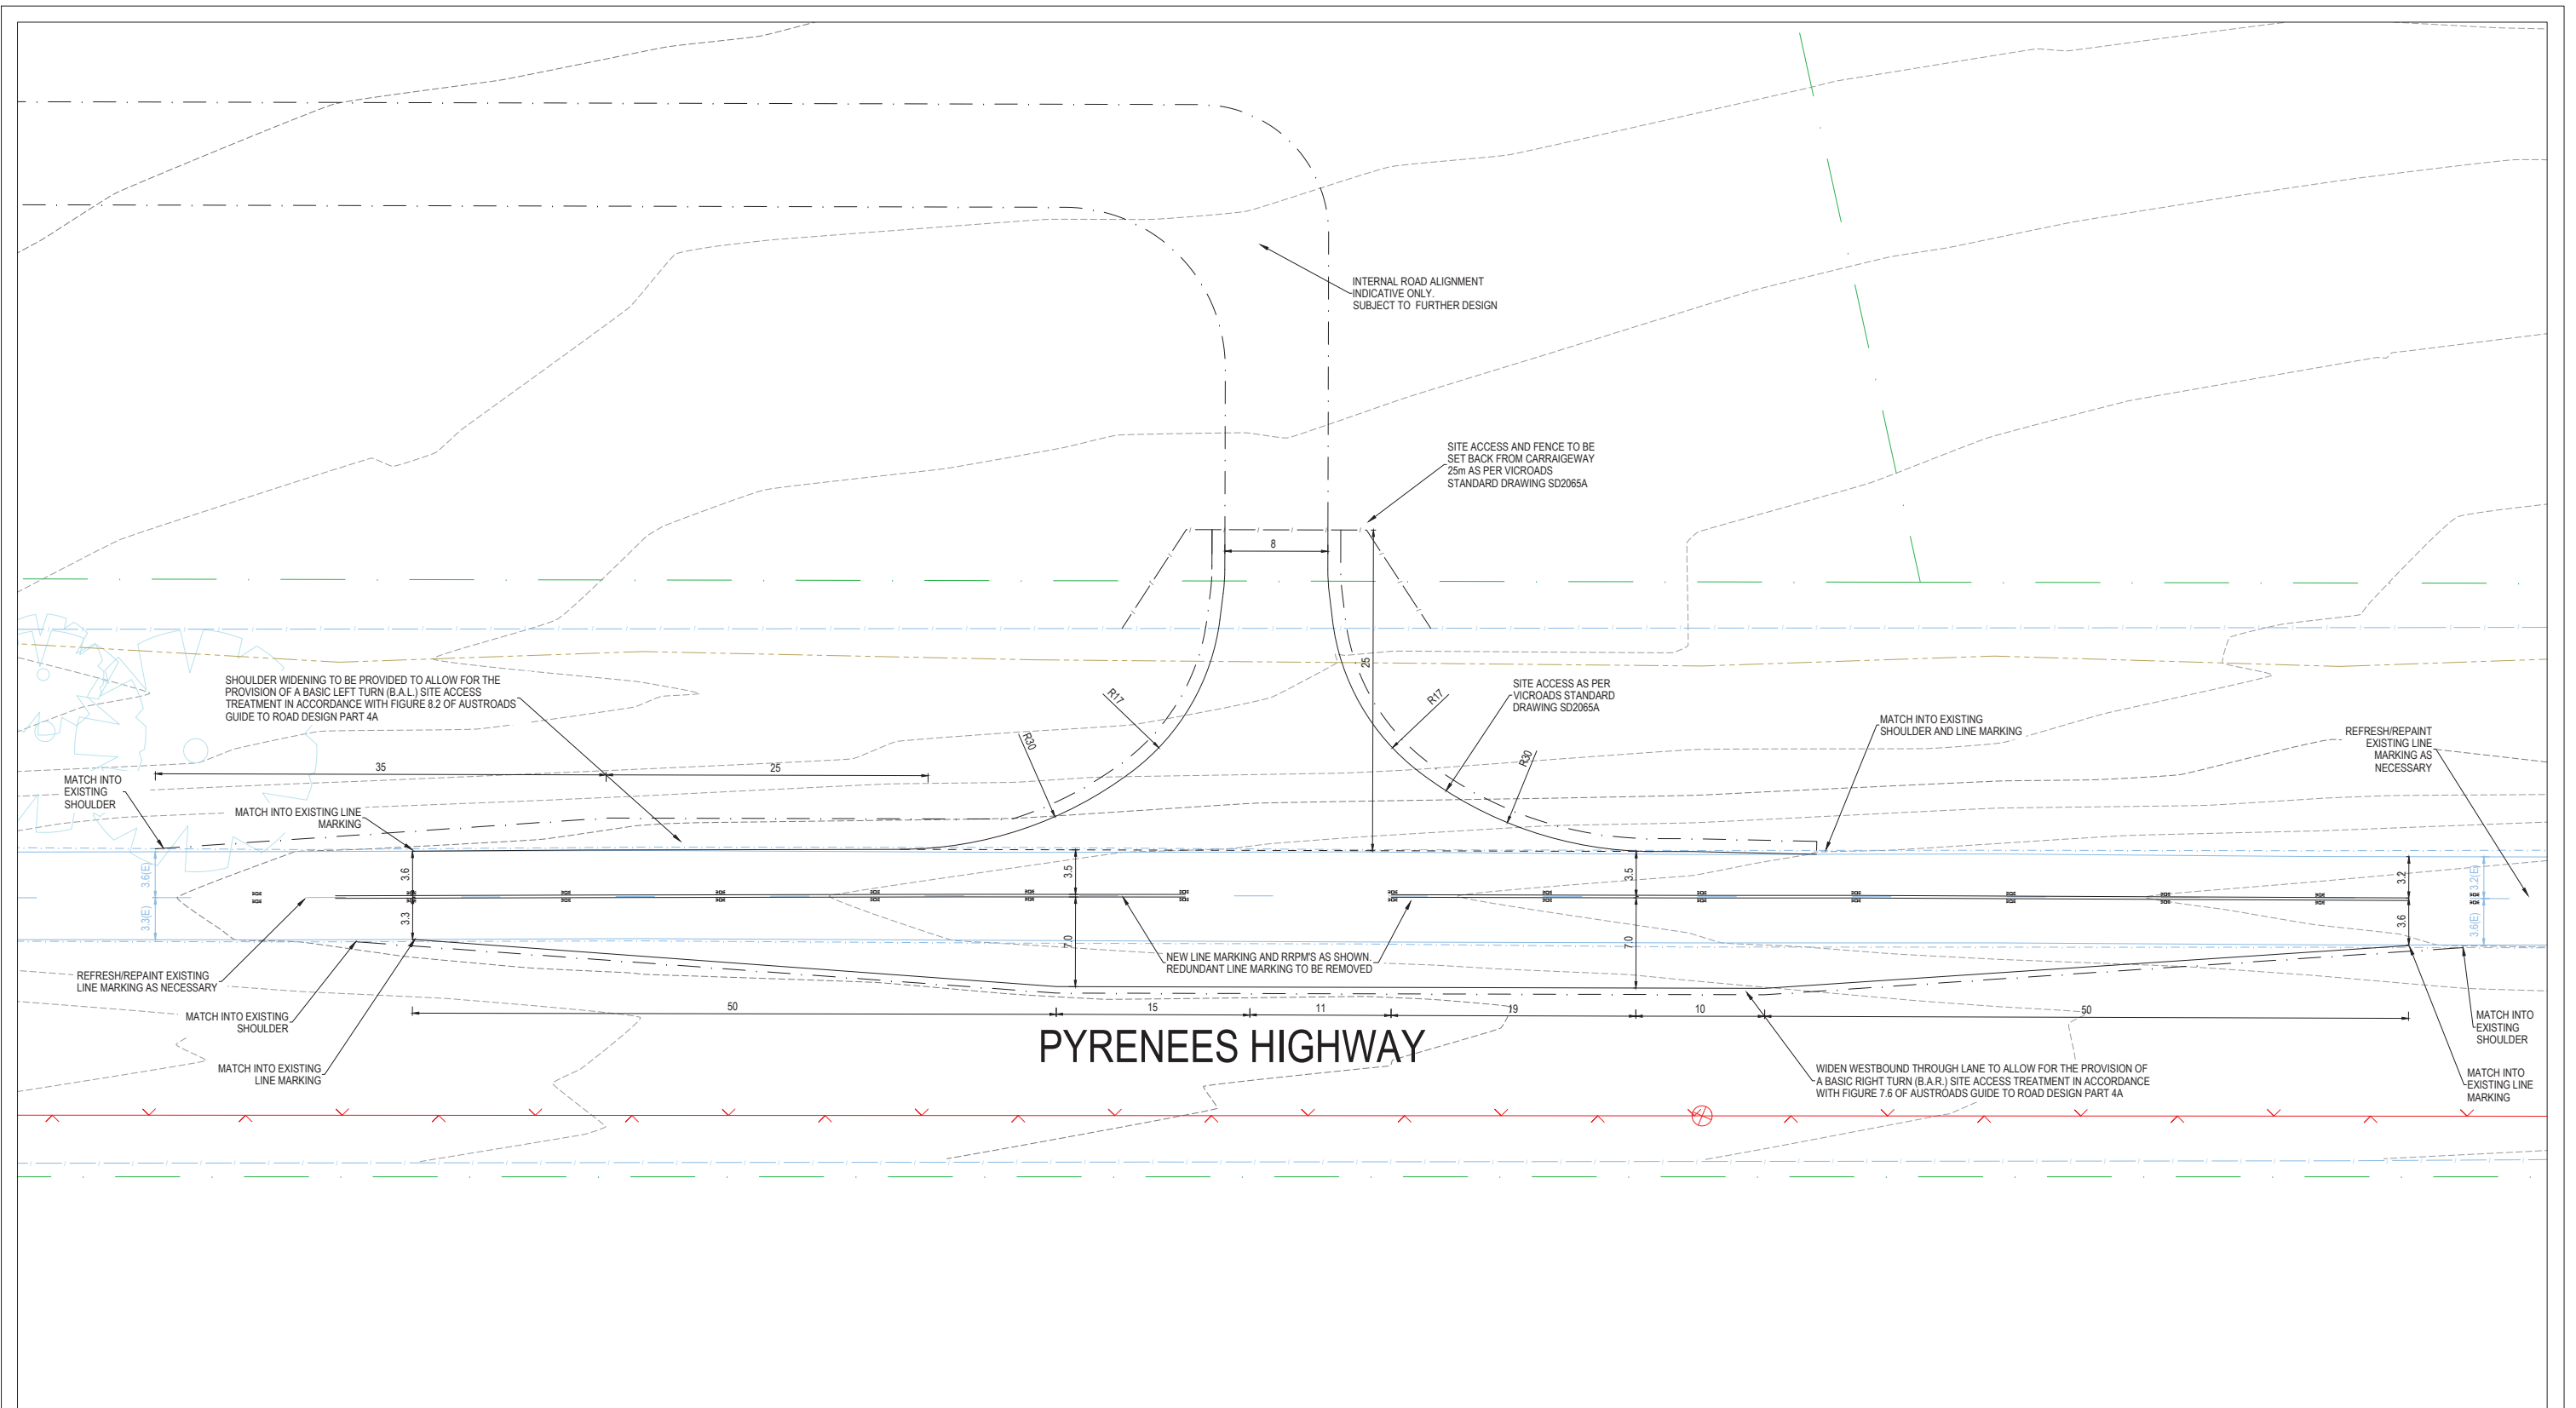 INTERNAL ROAD ALIGNMENT
INDICATIVE ONLY.
SUBJECT TO FURTHER DESIGN
SITE ACCESS AND FENCE TO BE
SET BACK FROM CARRAIGEWAY
25m AS PER VICROADS
STANDARD DRAWING SD2065A
8
25
SHOULDER WIDENING TO BE PROVIDED TO ALLOW FOR THE
PROVISION OF A BASIC LEFT TURN (B.A.L.) SITE ACCESS
TREATMENT IN ACCORDANCE WITH FIGURE 8.2 OF AUSTROADS
GUIDE TO ROAD DESIGN PART 4A
R17
R17
SITE ACCESS AS PER
VICROADS STANDARD
DRAWING SD2065A
MATCH INTO EXISTING
SHOULDER AND LINE MARKING
REFRESH/REPAINT
EXISTING LINE
MARKING AS
NECESSARY
R30
R30
35
25
MATCH INTO
EXISTING
SHOULDER
MATCH INTO EXISTING LINE
MARKING
3.6(E)
3.3(E)
3.6
3.3
3.5
7.0
3.5
7.0
3.2
3.6
3.2(E)
3.6(E)
REFRESH/REPAINT EXISTING
LINE MARKING AS NECESSARY
NEW LINE MARKING AND RRPM'S AS SHOWN.
REDUNDANT LINE MARKING TO BE REMOVED
MATCH INTO EXISTING
SHOULDER
50
15
11
19
10
50
MATCH INTO
EXISTING
SHOULDER
PYRENEES HIGHWAY
MATCH INTO EXISTING
LINE MARKING
WIDEN WESTBOUND THROUGH LANE TO ALLOW FOR THE PROVISION OF
A BASIC RIGHT TURN (B.A.R.) SITE ACCESS TREATMENT IN ACCORDANCE
WITH FIGURE 7.6 OF AUSTROADS GUIDE TO ROAD DESIGN PART 4A
MATCH INTO
EXISTING LINE
MARKING